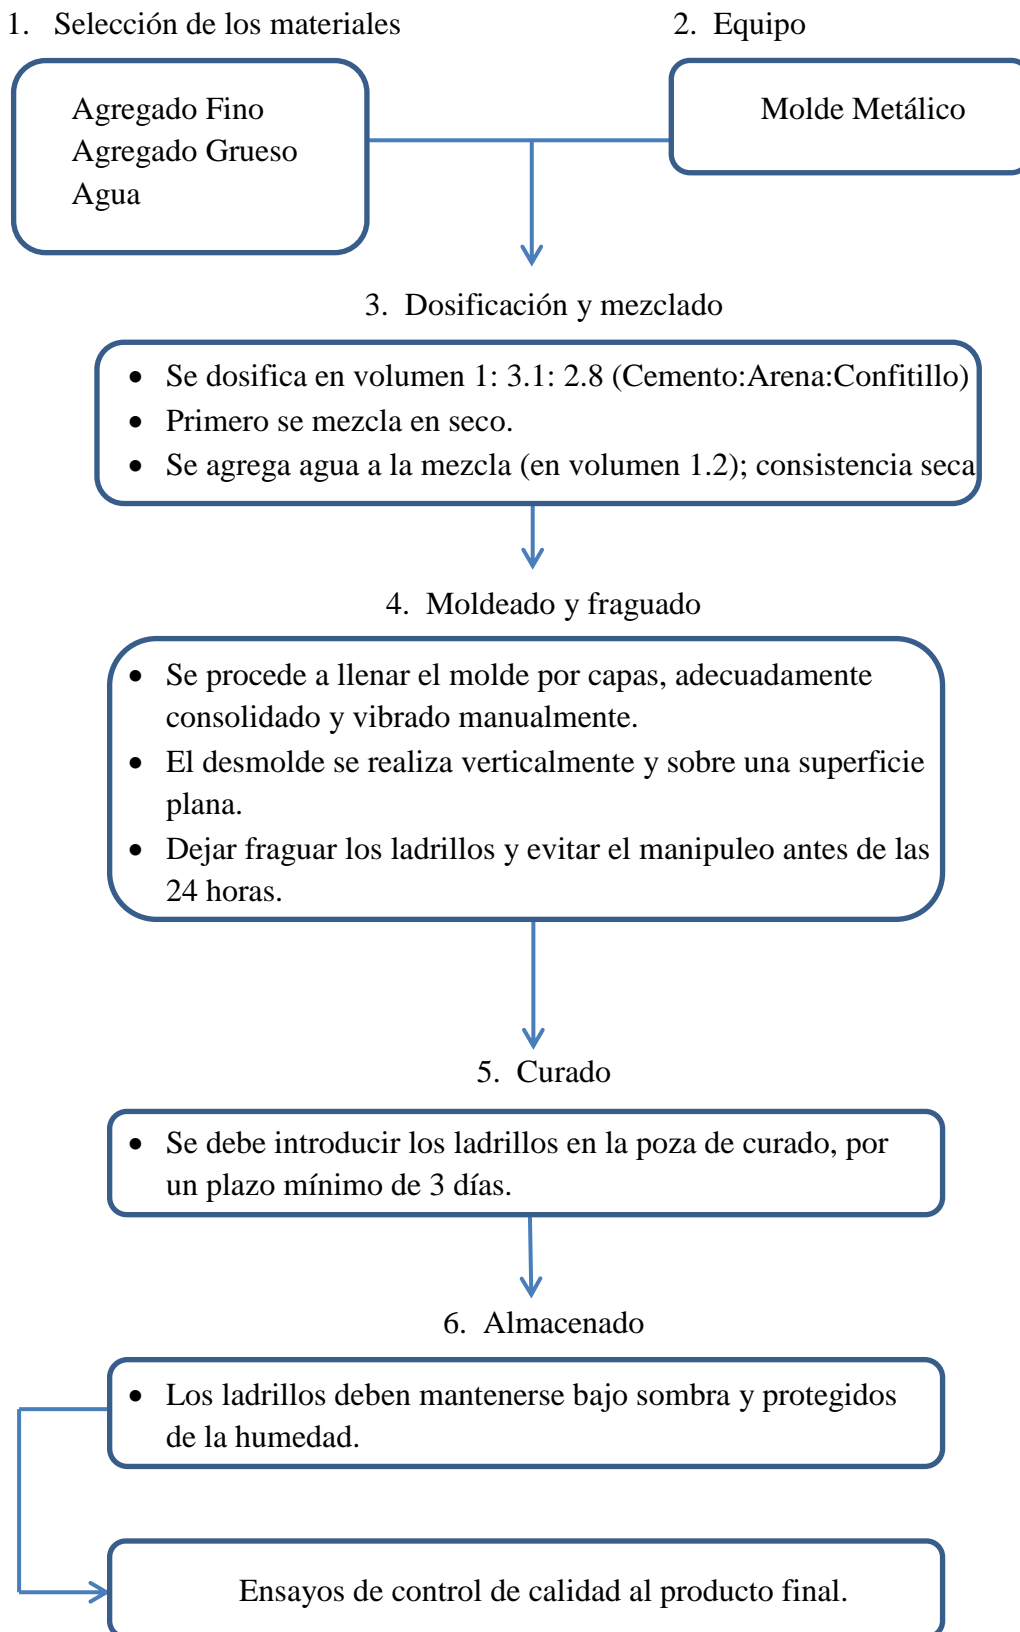 1. Selección de los materiales
2. Equipo
Agregado Fino
Agregado Grueso
Agua
Molde Metálico
3. Dosificación y mezclado
• Se dosifica en volumen 1: 3.1: 2.8 (Cemento:Arena:Confitillo)
• Primero se mezcla en seco.
• Se agrega agua a la mezcla (en volumen 1.2); consistencia seca
4. Moldeado y fraguado
• Se procede a llenar el molde por capas, adecuadamente
consolidado y vibrado manualmente.
• El desmolde se realiza verticalmente y sobre una superficie
plana.
• Dejar fraguar los ladrillos y evitar el manipuleo antes de las
24 horas.
5. Curado
• Se debe introducir los ladrillos en la poza de curado, por
un plazo mínimo de 3 días.
6. Almacenado
• Los ladrillos deben mantenerse bajo sombra y protegidos
de la humedad.
Ensayos de control de calidad al producto final.